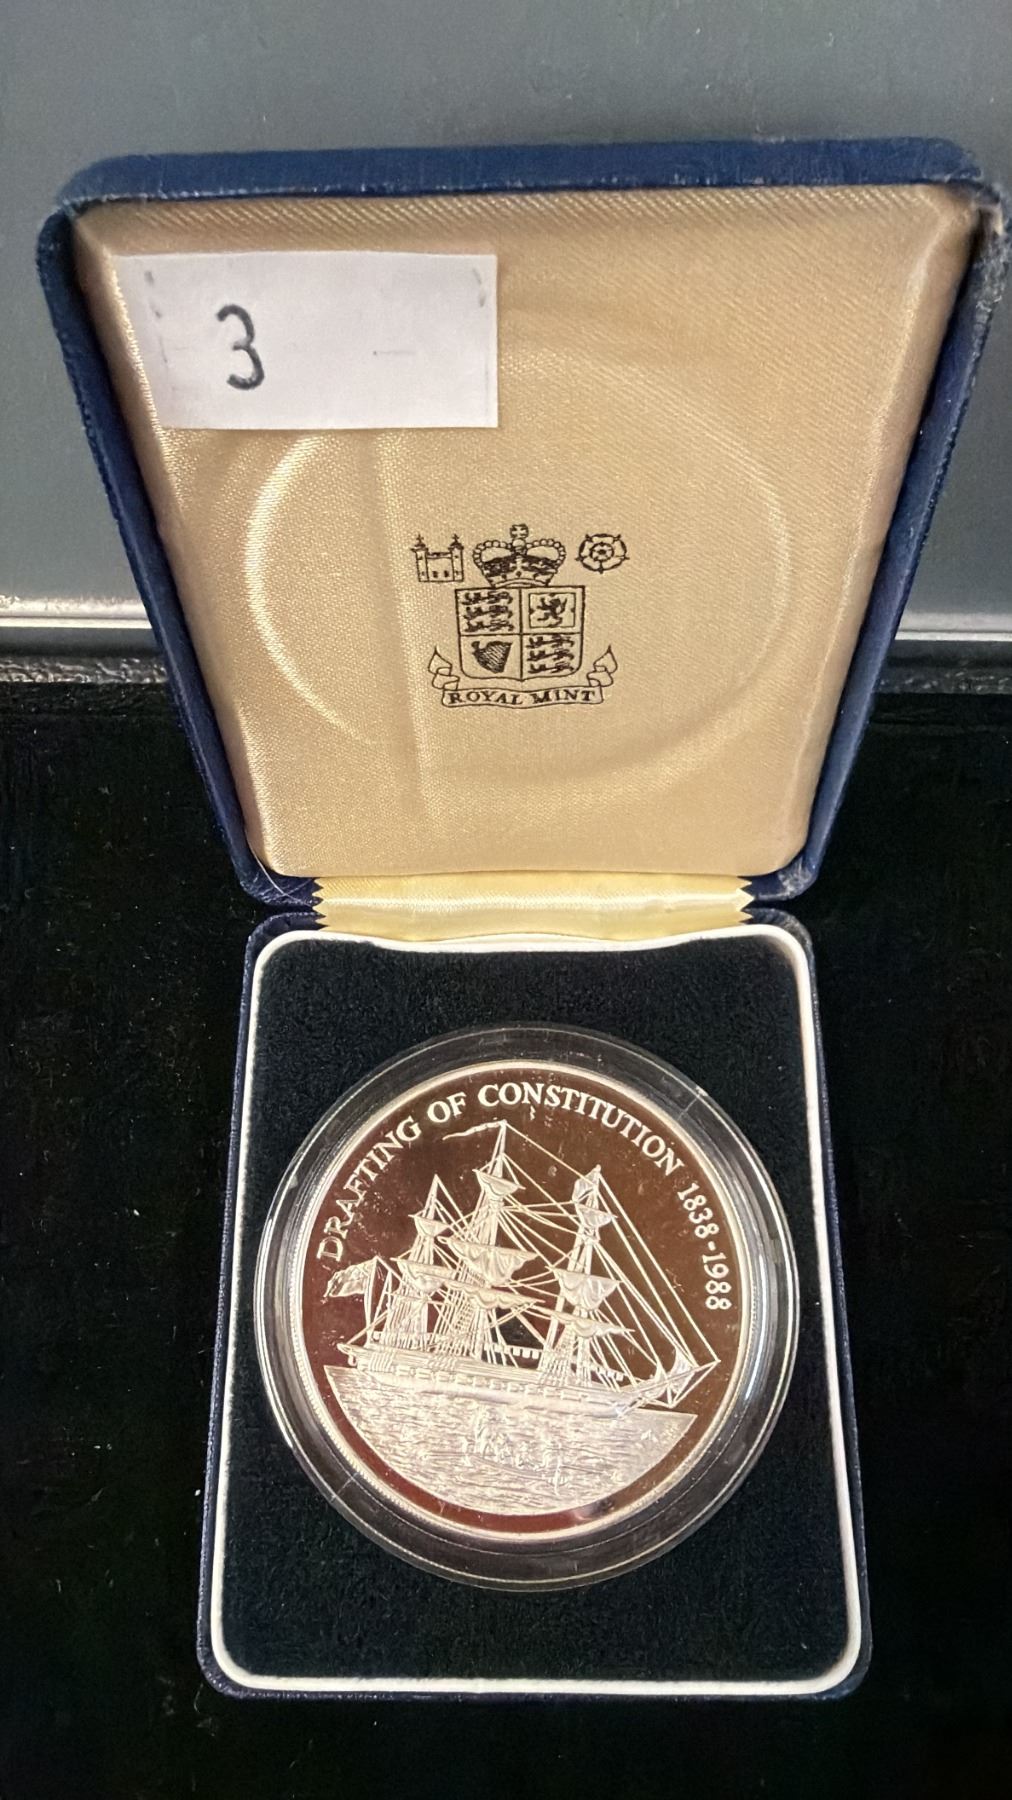 3
ROYAL MINT
DRAFTING OF CONSTITUTION 1838-1988